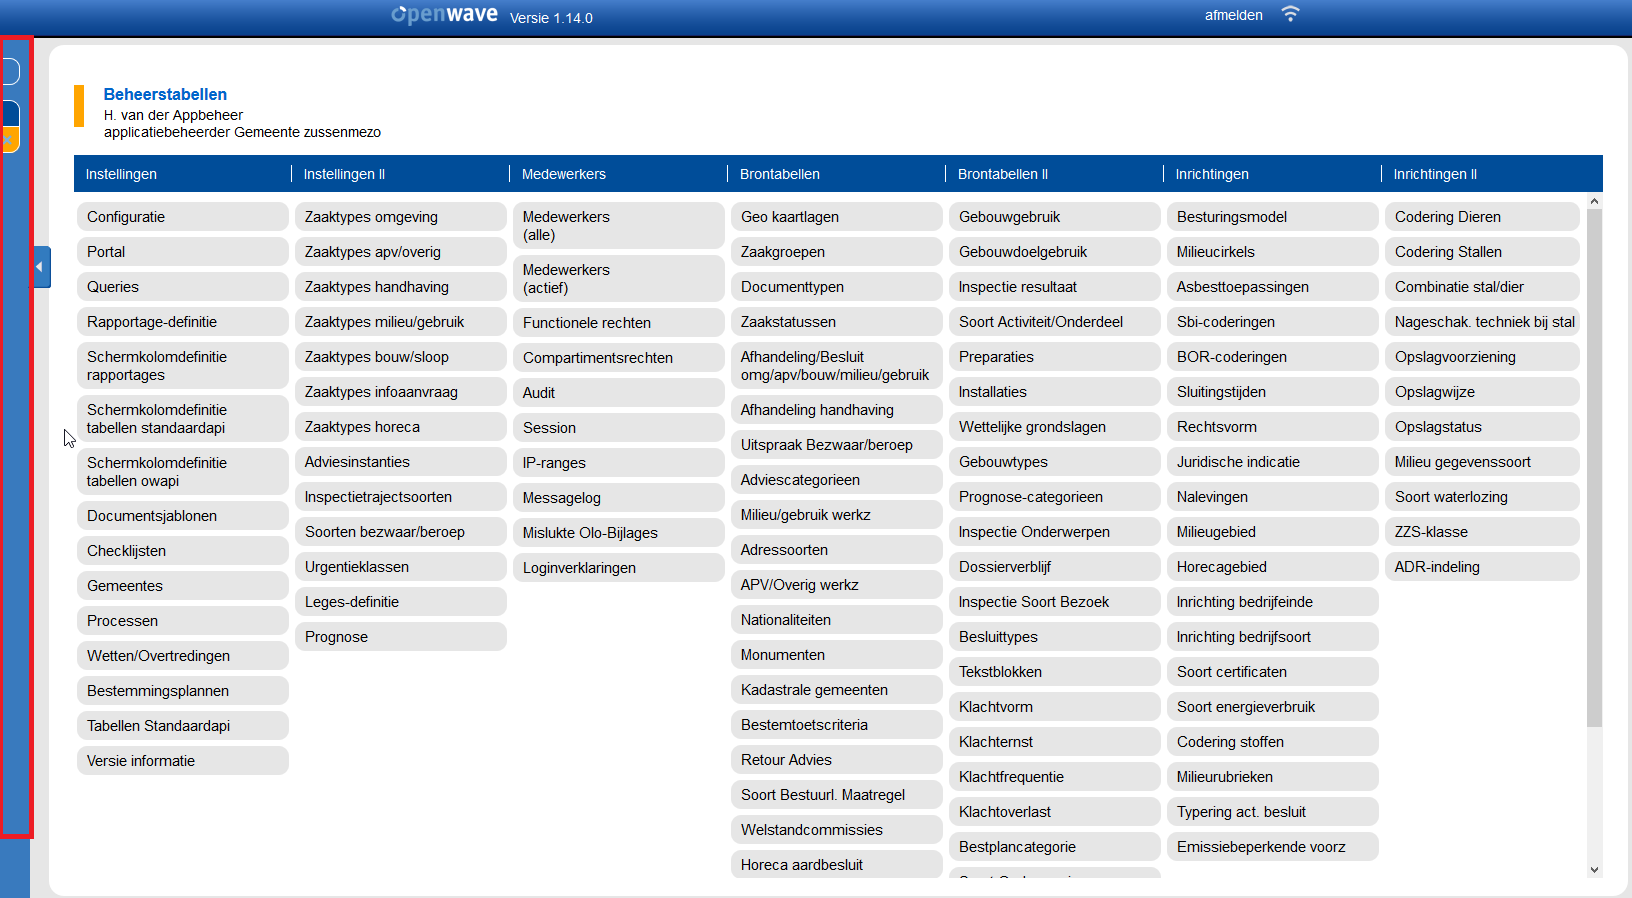 openwave Versie 1.14.0
afmelden
Beheerstabellen
H. van der Appbeheer
applicatiebeheerder Gemeente zussenmezo
Instellingen
Instellingen II
Medewerkers
Brontabellen
Brontabellen II
Inrichtingen
Inrichtingen II
Configuratie
Portal
Queries
Rapportage-definitie
Schermkolomdefinitie
rapportages
Schermkolomdefinitie
tabellen standaardapi
Schermkolomdefinitie
tabellen owapi
Documentsjablonen
Checklijsten
Gemeentes
Processen
Wetten/Overtredingen
Bestemmingsplannen
Tabellen Standaardapi
Versie informatie
Zaaktypes omgeving
Zaaktypes apv/overig
Zaaktypes handhaving
Zaaktypes milieu/gebruik
Zaaktypes bouw/sloop
Zaaktypes infoaanvraag
Zaaktypes horeca
Adviesinstanties
Inspectietrajectsoorten
Soorten bezwaar/beroep
Urgentieklassen
Leges-definitie
Prognose
Medewerkers
(alle)
Medewerkers
(actief)
Functionele rechten
Compartimentsrechten
Audit
Session
IP-ranges
Messagelog
Mislukte Olo-Bijlages
Loginverklaringen
Geo kaartlagen
Zaakgroepen
Documenttypen
Zaakstatussen
Afhandeling/Besluit
omg/apv/bouw/milieu/gebruik
Afhandeling handhaving
Uitspraak Bezwaar/beroep
Adviescategorieen
Milieu/gebruik werkz
Adressoorten
APV/Overig werkz
Nationaliteiten
Monumenten
Kadastrale gemeenten
Bestemtoetscriteria
Retour Advies
Soort Bestuurl. Maatregel
Welstandcommissies
Horeca aardbesluit
Gebouwgebruik
Gebouwdoelgebruik
Inspectie resultaat
Soort Activiteit/Onderdeel
Preparaties
Installaties
Wettelijke grondslagen
Gebouwtypes
Prognose-categorieen
Inspectie Onderwerpen
Dossierverblijf
Inspectie Soort Bezoek
Besluittypes
Tekstblokken
Klachtvorm
Klachternst
Klachtfrequentie
Klachtoverlast
Bestplancategorie
Besturingsmodel
Milieucirkels
Asbesttoepassingen
Sbi-coderingen
BOR-coderingen
Sluitingstijden
Rechtsvorm
Juridische indicatie
Nalevingen
Milieugebied
Horecagebied
Inrichting bedrijfeinde
Inrichting bedrijfsoort
Soort certificaten
Soort energieverbruik
Codering stoffen
Milieurubrieken
Typering act. besluit
Emissiebeperkende voorz
Codering Dieren
Codering Stallen
Combinatie stal/dier
Nageschak. techniek bij stal
Opslagvoorziening
Opslagwijze
Opslagstatus
Milieu gegevenssoort
Soort waterlozing
ZZS-klasse
ADR-indeling